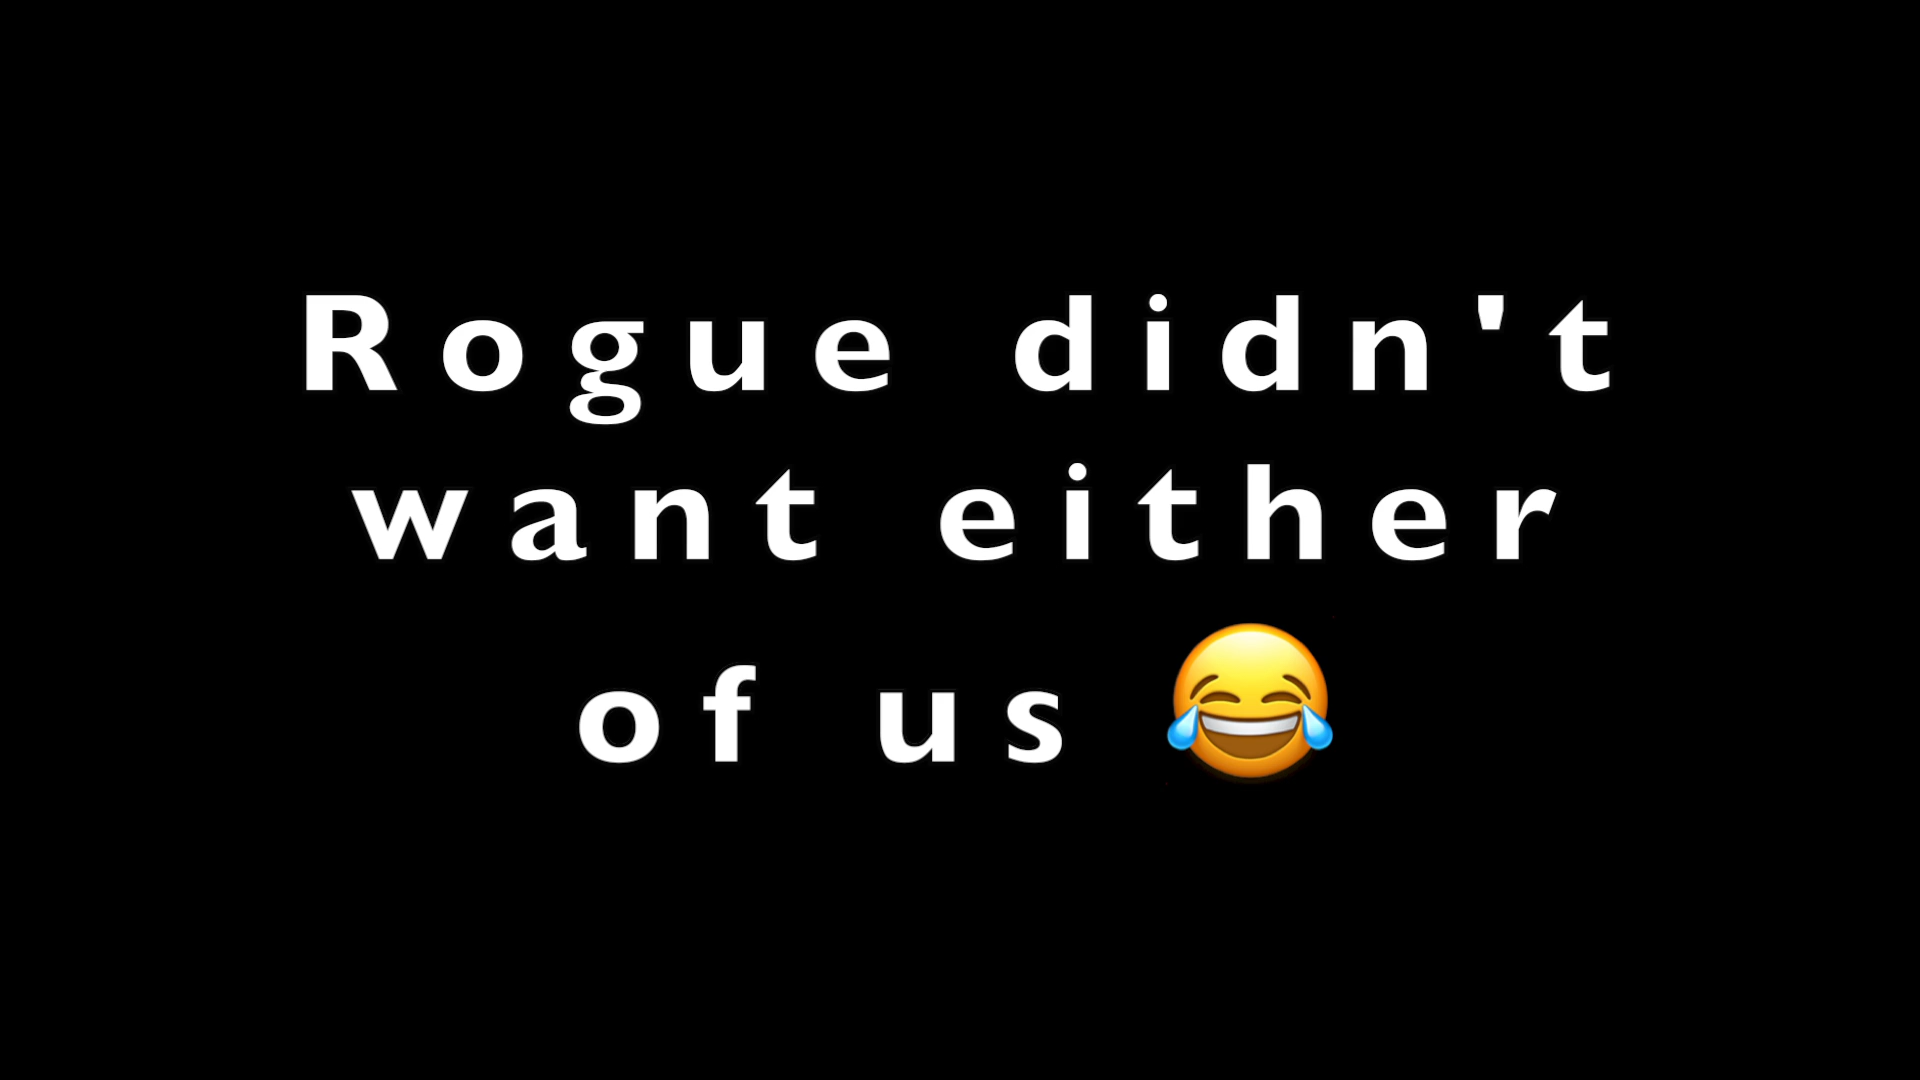 Rogue didn't
want either
of us 😂